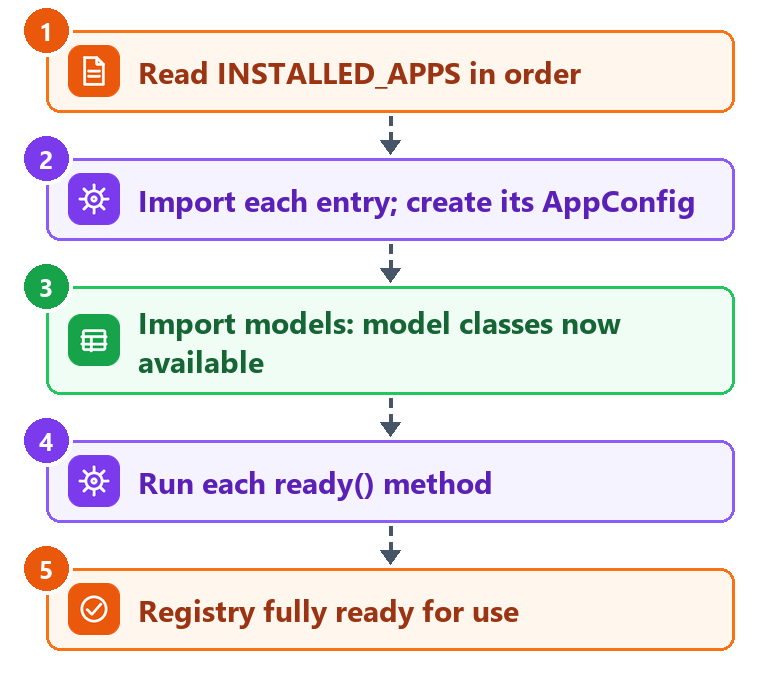 1
Read INSTALLED_APPS in order
2
Import each entry; create its AppConfig
3
Import models: model classes now
available
4
Run each ready() method
5
Registry fully ready for use